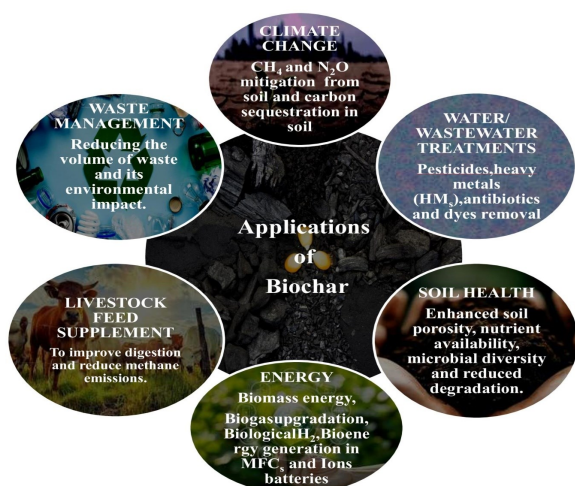 CLIMATE
CHANGE
CH₄ and N₂O
mitigation from
soil and carbon
sequestration in
soil
WATER/
WASTEWATER
TREATMENTS
Pesticides,heavy
metals
(HMₛ),antibiotics
and dyes removal
SOIL HEALTH
Enhanced soil
porosity, nutrient
availability,
microbial diversity
and reduced
degradation.
ENERGY
Biomass energy,
Biogasupgradation,
BiologicalH₂,Bioene
rgy generation in
MFCₛ and Ions
batteries
LIVESTOCK
FEED
SUPPLEMENT
To improve digestion
and reduce methane
emissions.
WASTE
MANAGEMENT
Reducing the
volume of waste
and its
environmental
impact.
Applications
of
Biochar